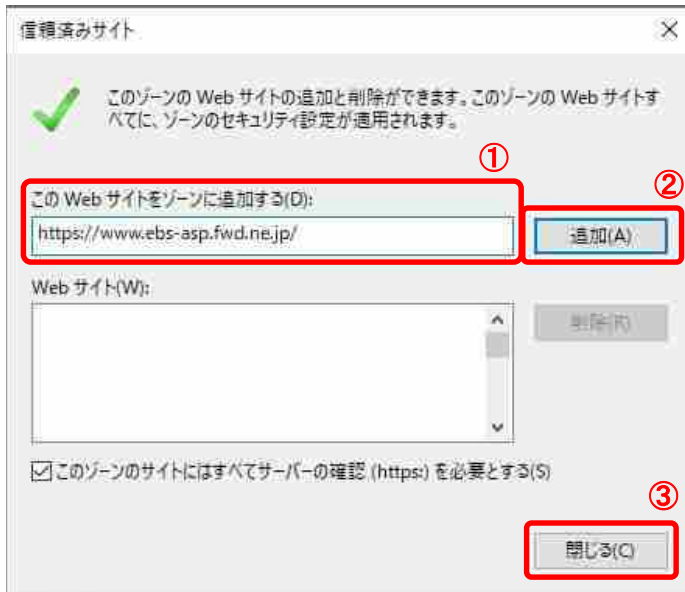 信頼済みサイト
このゾーンの Web サイトの追加と削除ができます。このゾーンの Web サイトす
べてに、ゾーンのセキュリティ設定が適用されます。
①
②
この Web サイトをゾーンに追加する(D):
https://www.ebs-asp.fwd.ne.jp/
追加(A)
Web サイト(W):
削除(R)
このゾーンのサイトにはすべてサーバーの確認 (https:) を必要とする(S)
③
閉じる(C)